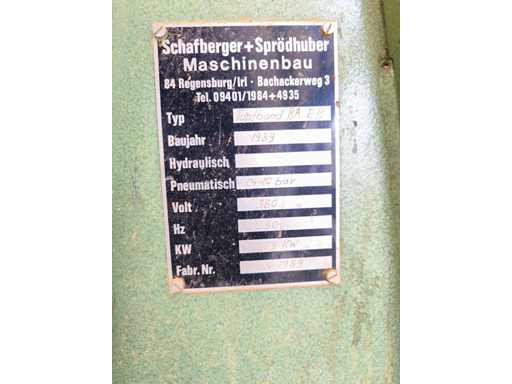 Schafberger+Sprödhuber
Maschinenbau
84 Regensburg/Irl · Bachackerweg 3
Tel. 09401/1984+4935
Typ
Baujahr 1989
Hydraulisch
Pneumatisch bar
Volt 380
Hz
KW KW
Fabr. Nr.